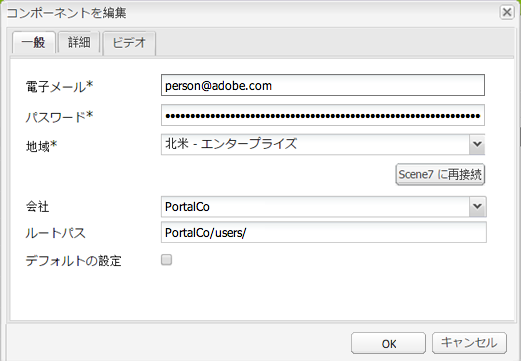 コンポーネントを編集
一般 詳細 ビデオ
電子メール* person@adobe.com
パスワード* ••••••••••••••••••••••••••••••••••••••••••••••••••••••
地域* 北米 - エンタープライズ
Scene7 に再接続
会社 PortalCo
ルートパス PortalCo/users/
デフォルトの設定
OK キャンセル